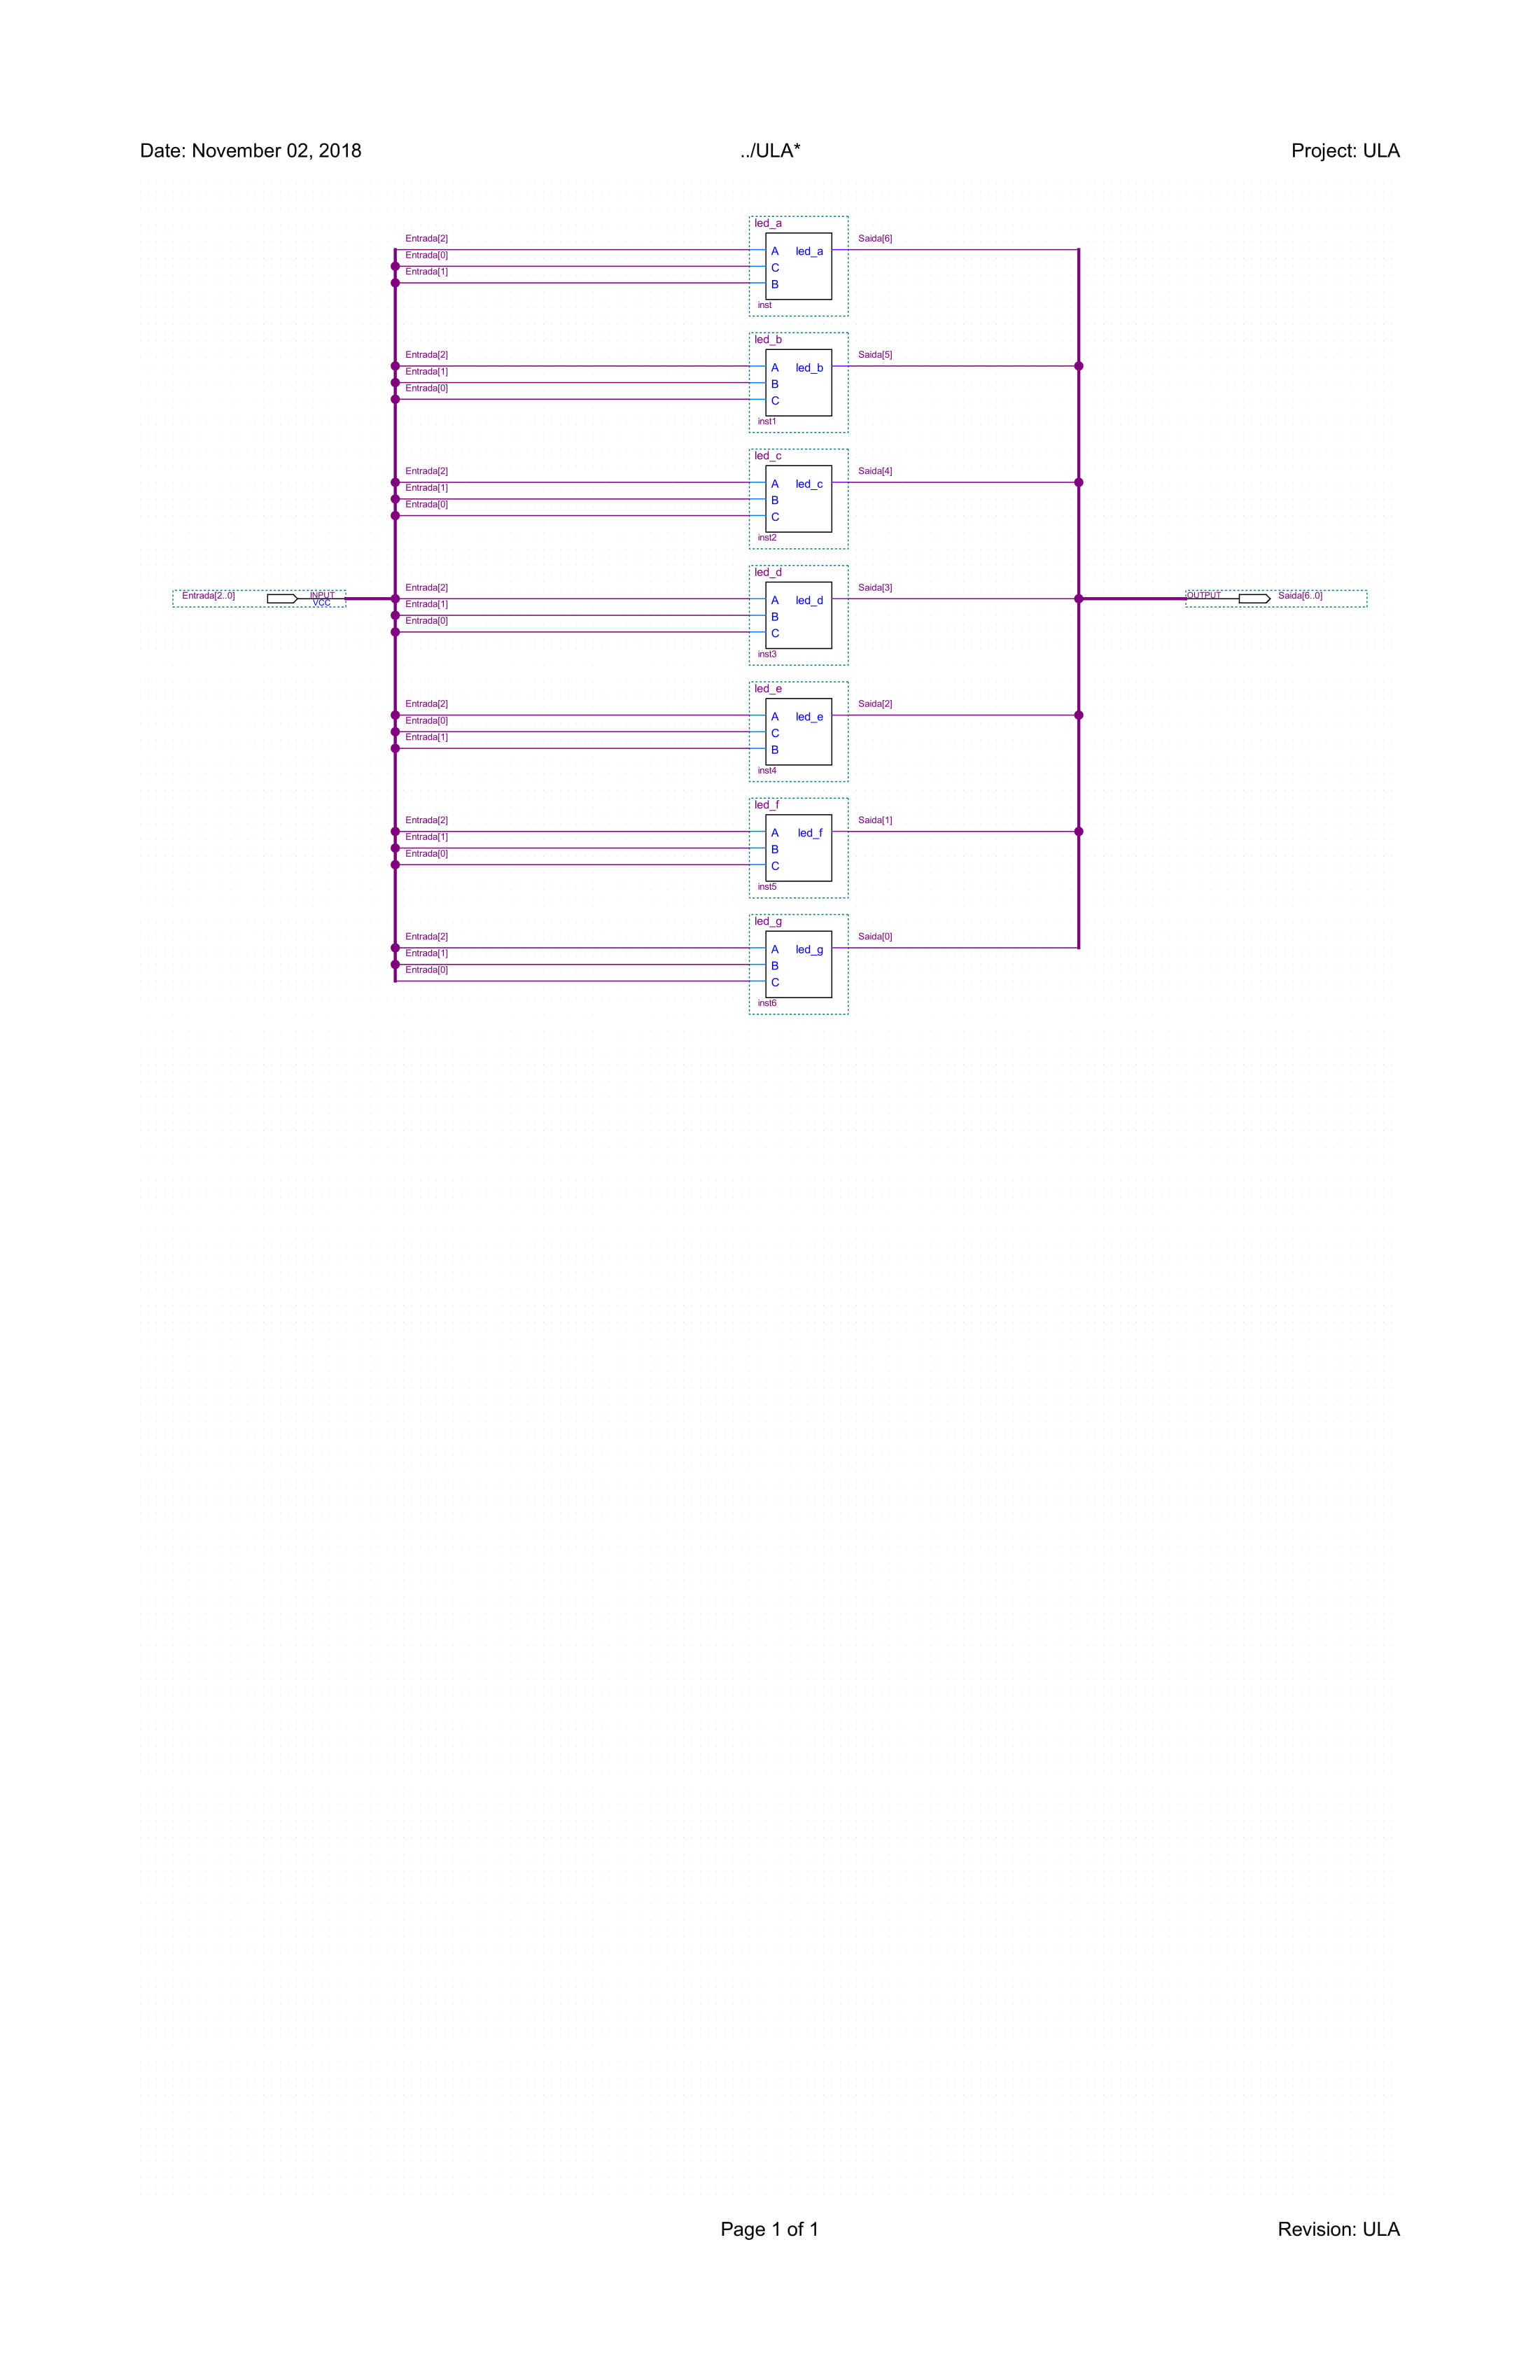 Date: November 02, 2018 ../ULA* Project: ULA
led_a
Entrada[2] Saida[6]
A led_a
Entrada[0]
C
Entrada[1]
B
inst
led_b
Entrada[2] Saida[5]
A led_b
Entrada[1]
B
Entrada[0]
C
inst1
led_c
Entrada[2] Saida[4]
A led_c
Entrada[1]
B
Entrada[0]
C
inst2
led_d
Entrada[2] Saida[3]
Entrada[2..0] INPUT OUTPUT Saida[6..0]
VCC
A led_d
Entrada[1]
B
Entrada[0]
C
inst3
led_e
Entrada[2] Saida[2]
A led_e
Entrada[0]
C
Entrada[1]
B
inst4
led_f
Entrada[2] Saida[1]
A led_f
Entrada[1]
B
Entrada[0]
C
inst5
led_g
Entrada[2] Saida[0]
A led_g
Entrada[1]
B
Entrada[0]
C
inst6
Page 1 of 1 Revision: ULA